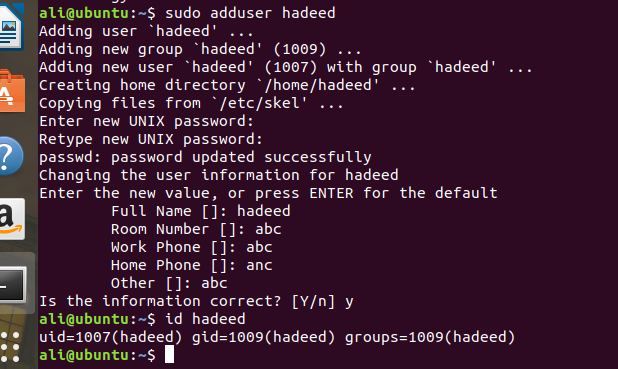 ali@ubuntu:~$ sudo adduser hadeed
Adding user `hadeed' ...
Adding new group `hadeed' (1009) ...
Adding new user `hadeed' (1007) with group `hadeed' ...
Creating home directory `/home/hadeed' ...
Copying files from `/etc/skel' ...
Enter new UNIX password:
Retype new UNIX password:
passwd: password updated successfully
Changing the user information for hadeed
Enter the new value, or press ENTER for the default
        Full Name []: hadeed
        Room Number []: abc
        Work Phone []: abc
        Home Phone []: anc
        Other []: abc
Is the information correct? [Y/n] y
ali@ubuntu:~$ id hadeed
uid=1007(hadeed) gid=1009(hadeed) groups=1009(hadeed)
ali@ubuntu:~$